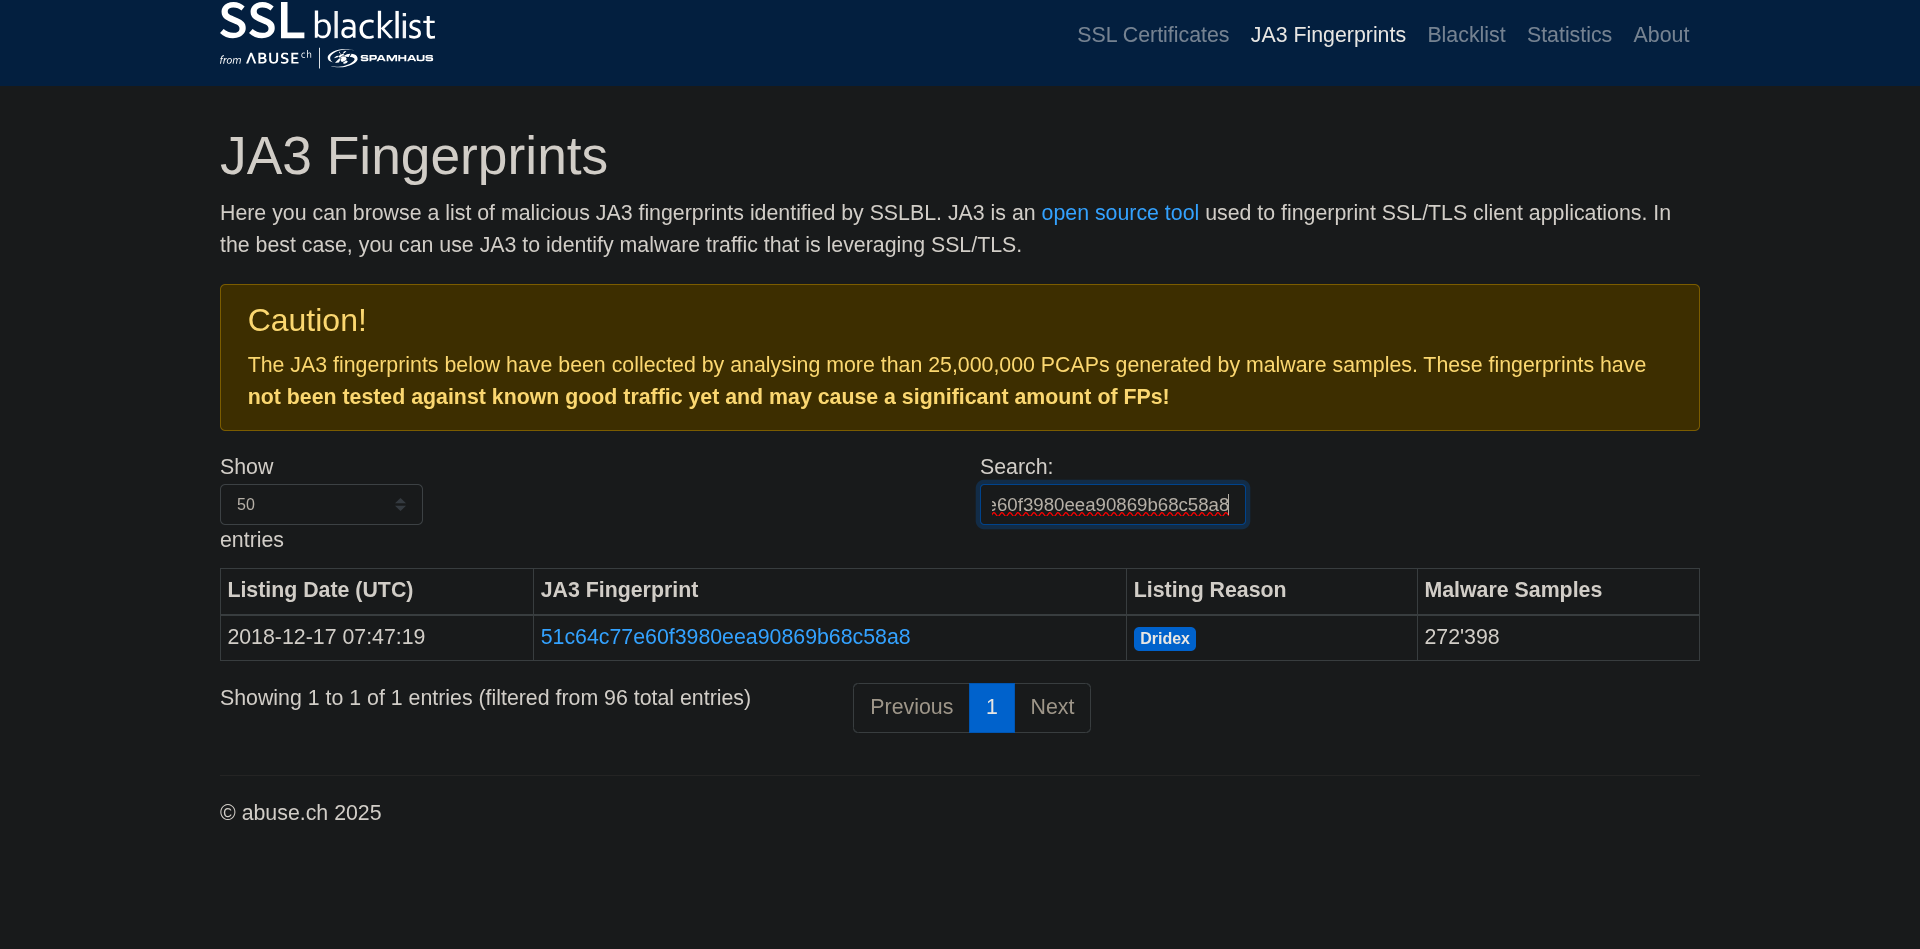 SSL blacklist
from ABUSE ch | SPAMHAUS
SSL Certificates JA3 Fingerprints Blacklist Statistics About
JA3 Fingerprints
Here you can browse a list of malicious JA3 fingerprints identified by SSLBL. JA3 is an open source tool used to fingerprint SSL/TLS client applications. In
the best case, you can use JA3 to identify malware traffic that is leveraging SSL/TLS.
Caution!
The JA3 fingerprints below have been collected by analysing more than 25,000,000 PCAPs generated by malware samples. These fingerprints have
not been tested against known good traffic yet and may cause a significant amount of FPs!
Show
50
entries
Search:
e60f3980eea90869b68c58a8
Listing Date (UTC) JA3 Fingerprint Listing Reason Malware Samples
2018-12-17 07:47:19 51c64c77e60f3980eea90869b68c58a8 Dridex 272'398
Showing 1 to 1 of 1 entries (filtered from 96 total entries)
Previous 1 Next
© abuse.ch 2025